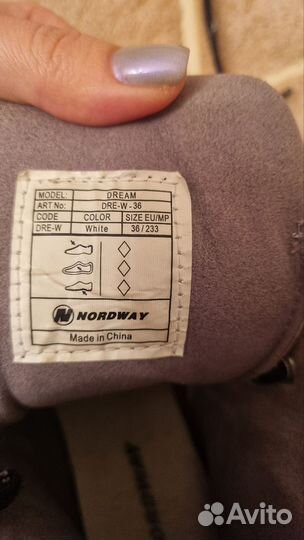 MODEL: DREAM
ART No: DRE-W-36
CODE COLOR SIZE EU/MP
DRE-W White 36/233
NORDWAY
Made in China
Avito